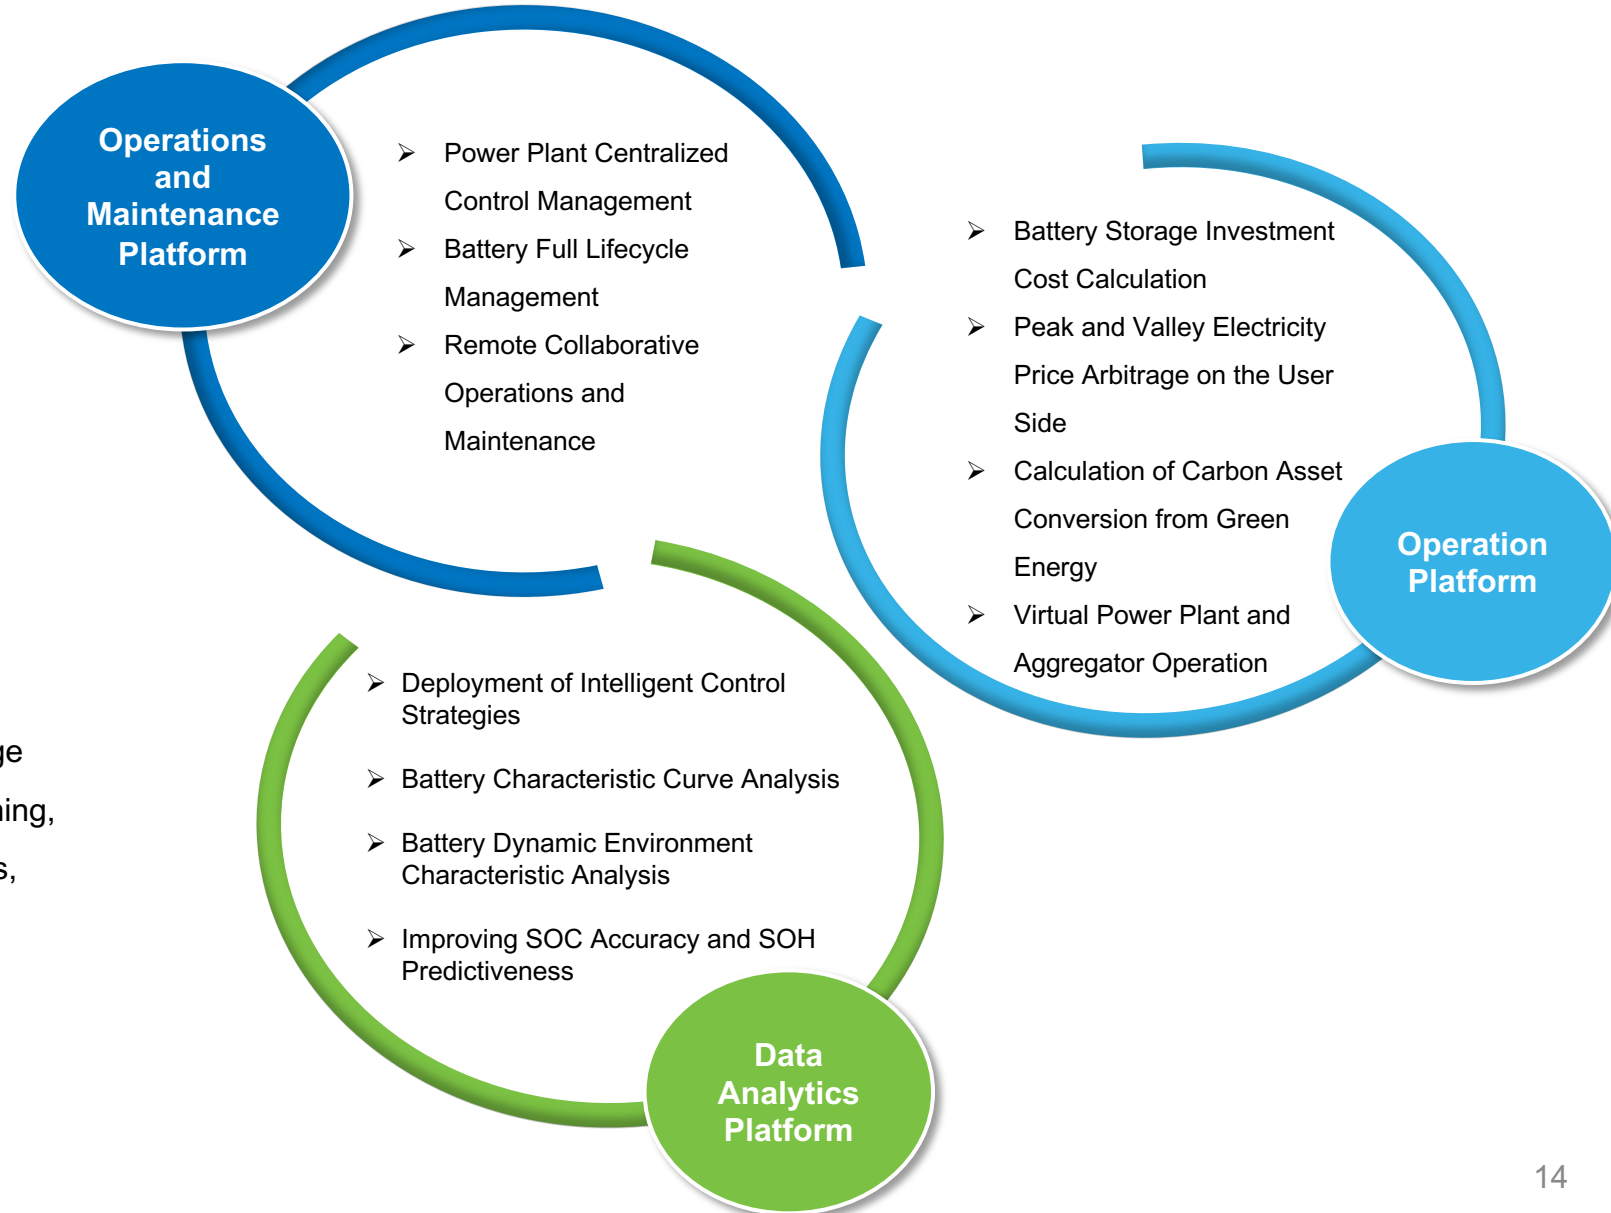 Operations
and
Maintenance
Platform
➢ Power Plant Centralized
Control Management
➢ Battery Full Lifecycle
Management
➢ Remote Collaborative
Operations and
Maintenance
➢ Battery Storage Investment
Cost Calculation
➢ Peak and Valley Electricity
Price Arbitrage on the User
Side
➢ Calculation of Carbon Asset
Conversion from Green
Energy
➢ Virtual Power Plant and
Aggregator Operation
Operation
Platform
➢ Deployment of Intelligent Control
Strategies
➢ Battery Characteristic Curve Analysis
➢ Battery Dynamic Environment
Characteristic Analysis
➢ Improving SOC Accuracy and SOH
Predictiveness
Data
Analytics
Platform
14